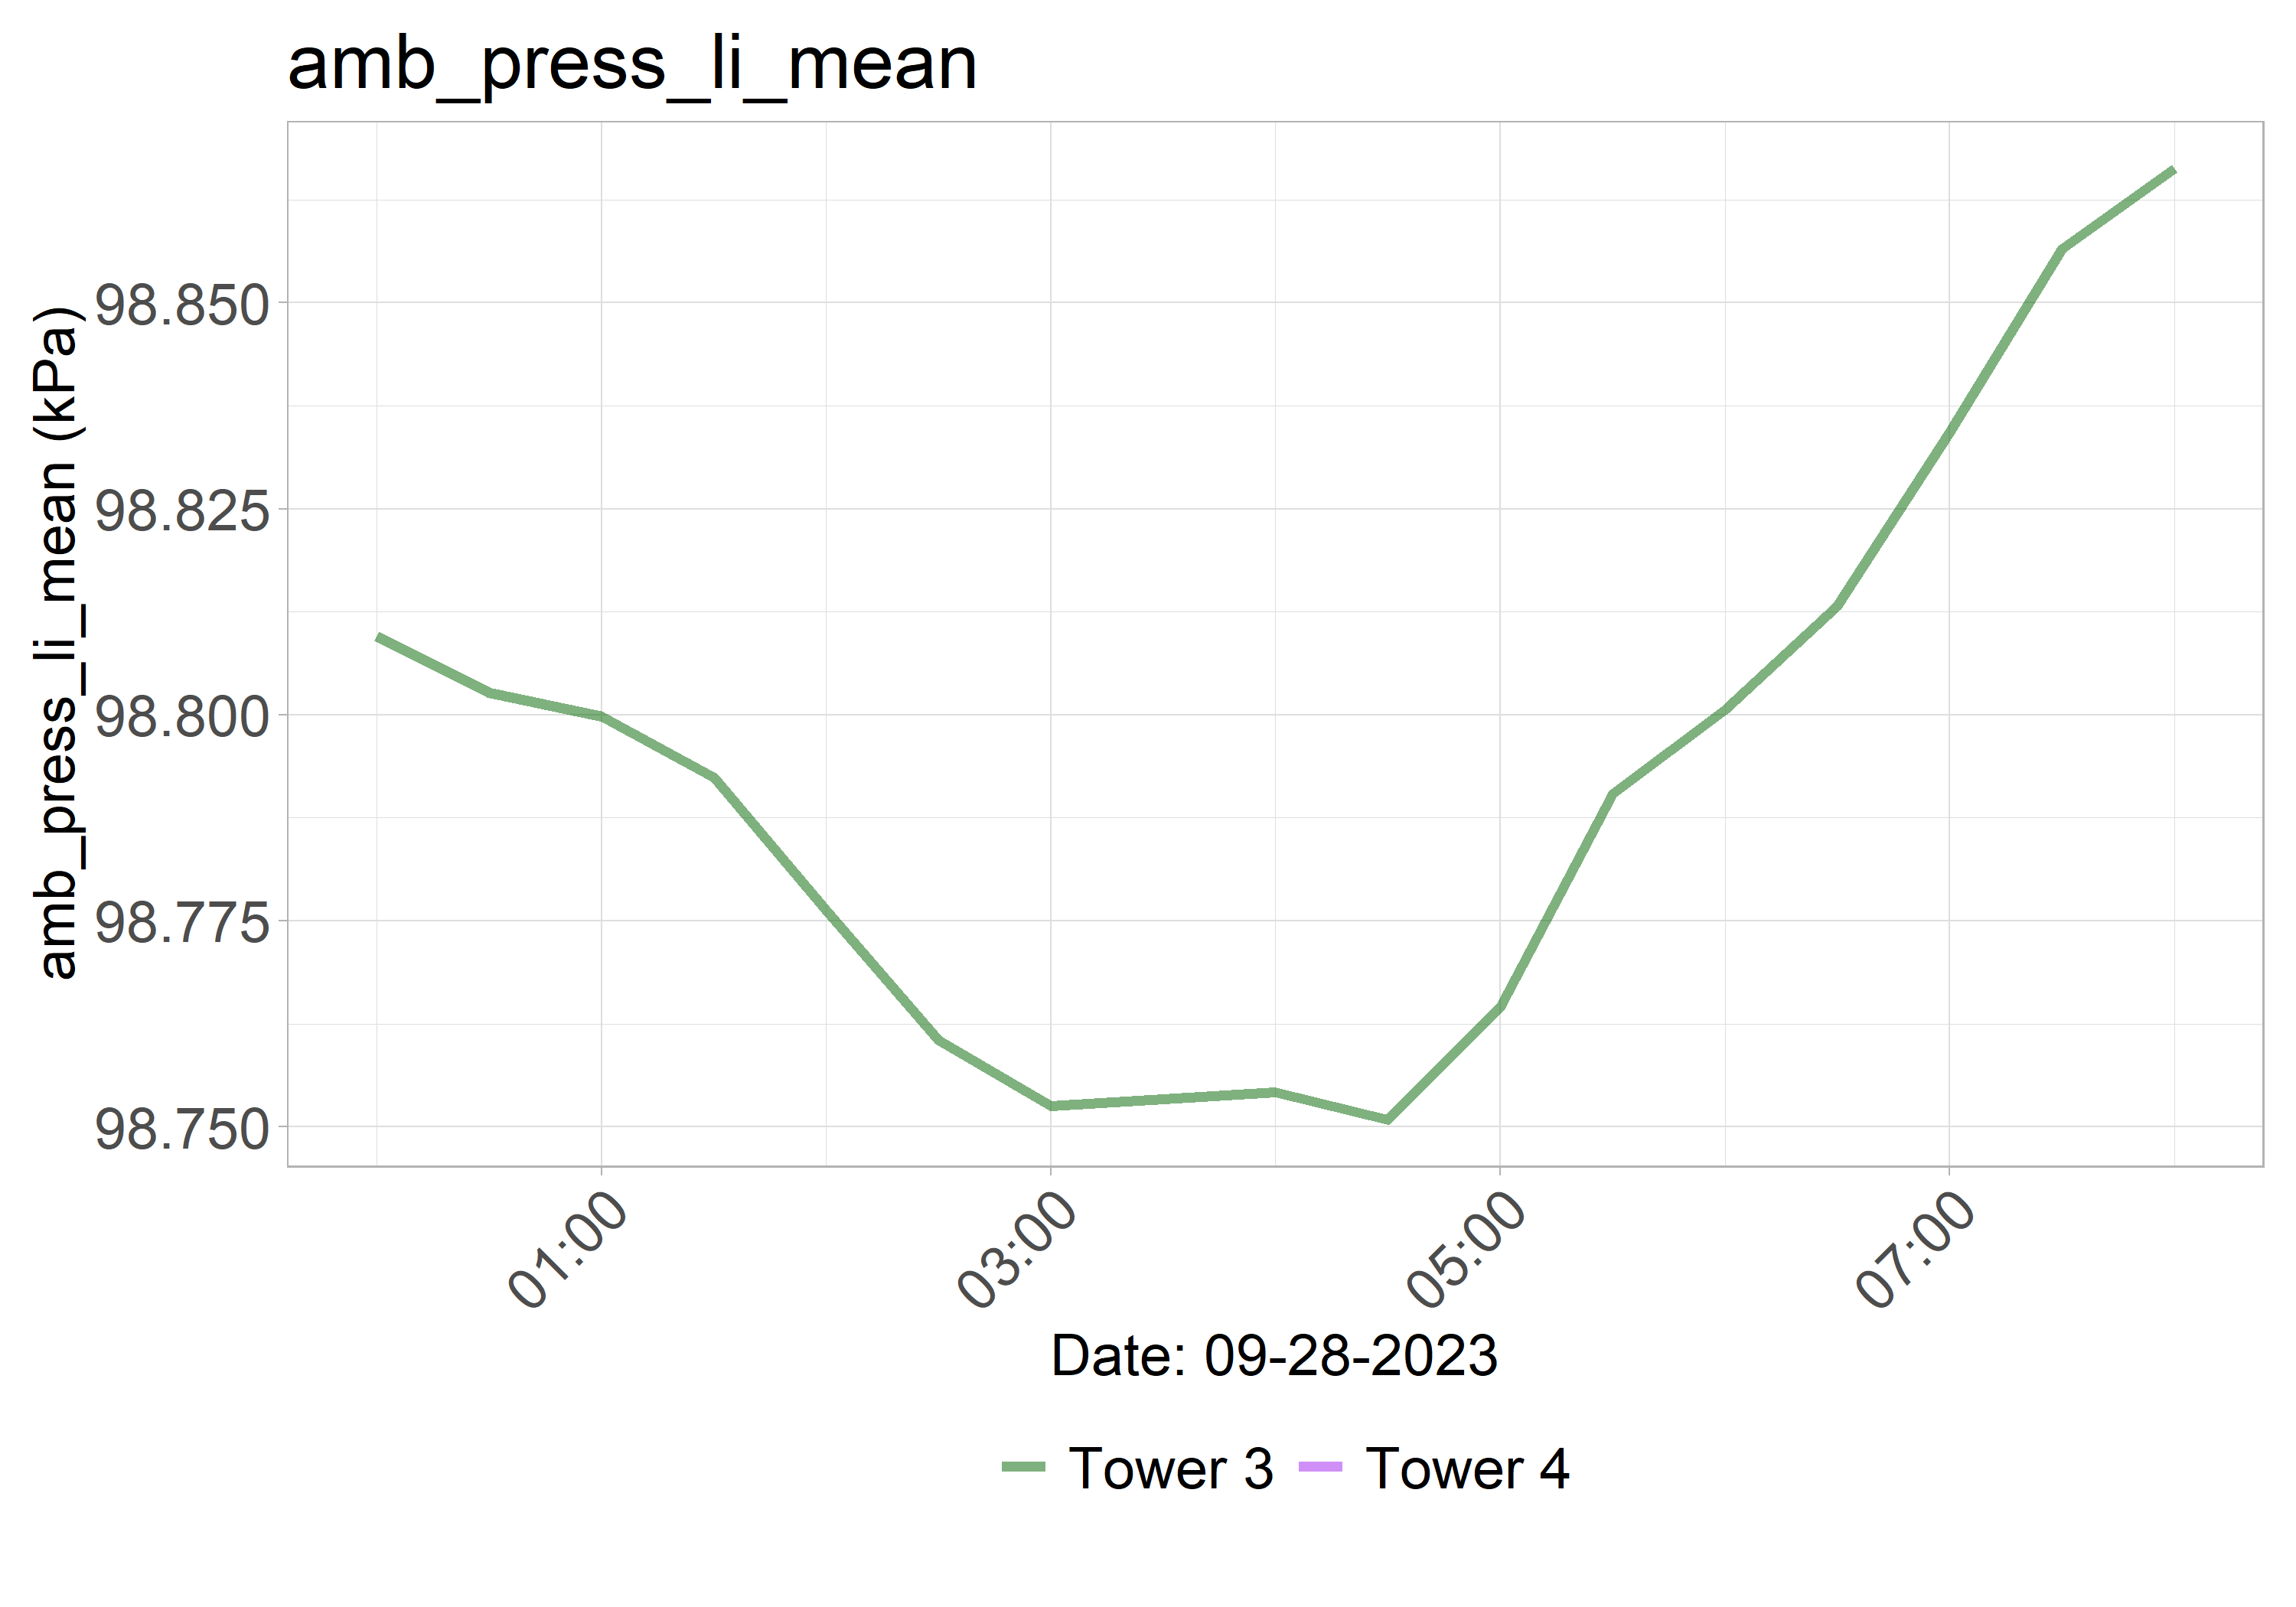 amb_press_li_mean
amb_press_li_mean (kPa)
98.850
98.825
98.800
98.775
98.750
01:00
03:00
05:00
07:00
Date: 09-28-2023
Tower 3
Tower 4